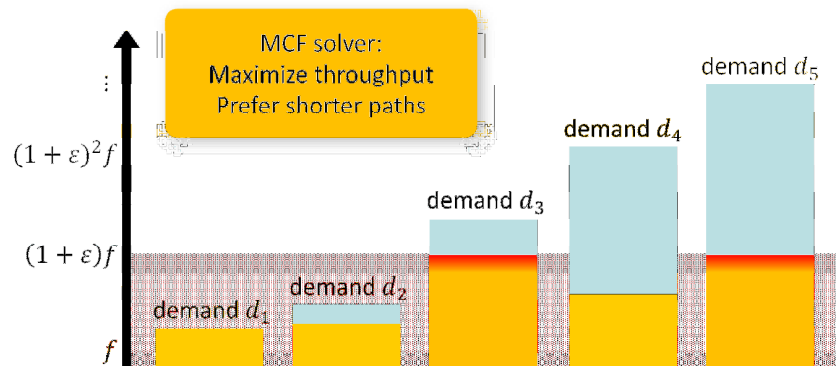 MCF solver:
Maximize throughput
Prefer shorter paths
⋮
(1 + ε)²f
(1 + ε)f
f
demand d₁
demand d₂
demand d₃
demand d₄
demand d₅